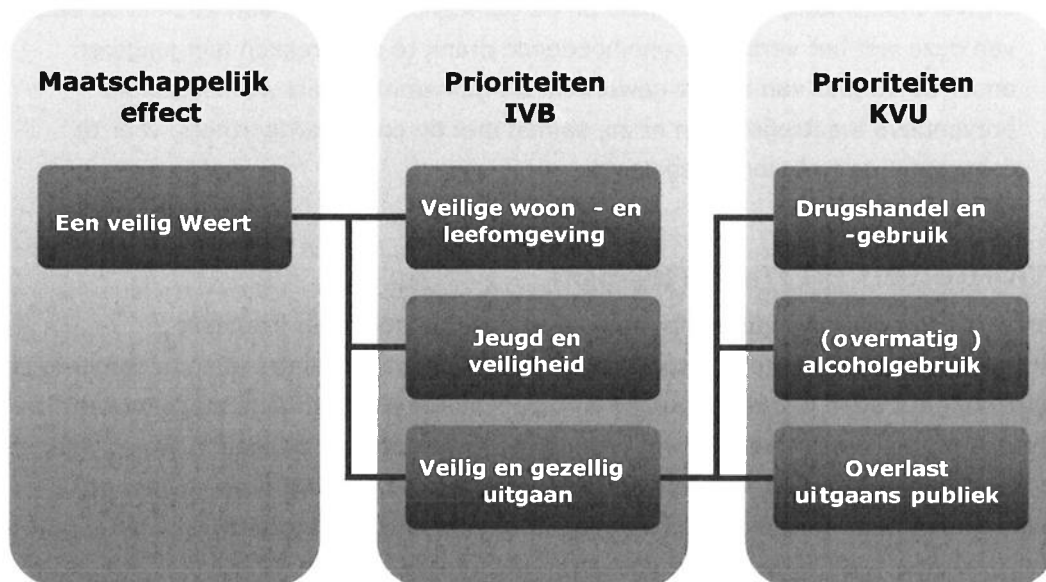 Maatschappelijk
effect
Een veilig Weert
Prioriteiten
IVB
Veilige woon - en
leefomgeving
Jeugd en
veiligheid
Veilig en gezellig
uitgaan
Prioriteiten
KVU
Drugshandel en
-gebruik
(overmatig )
alcoholgebruik
Overlast
uitgaans publiek